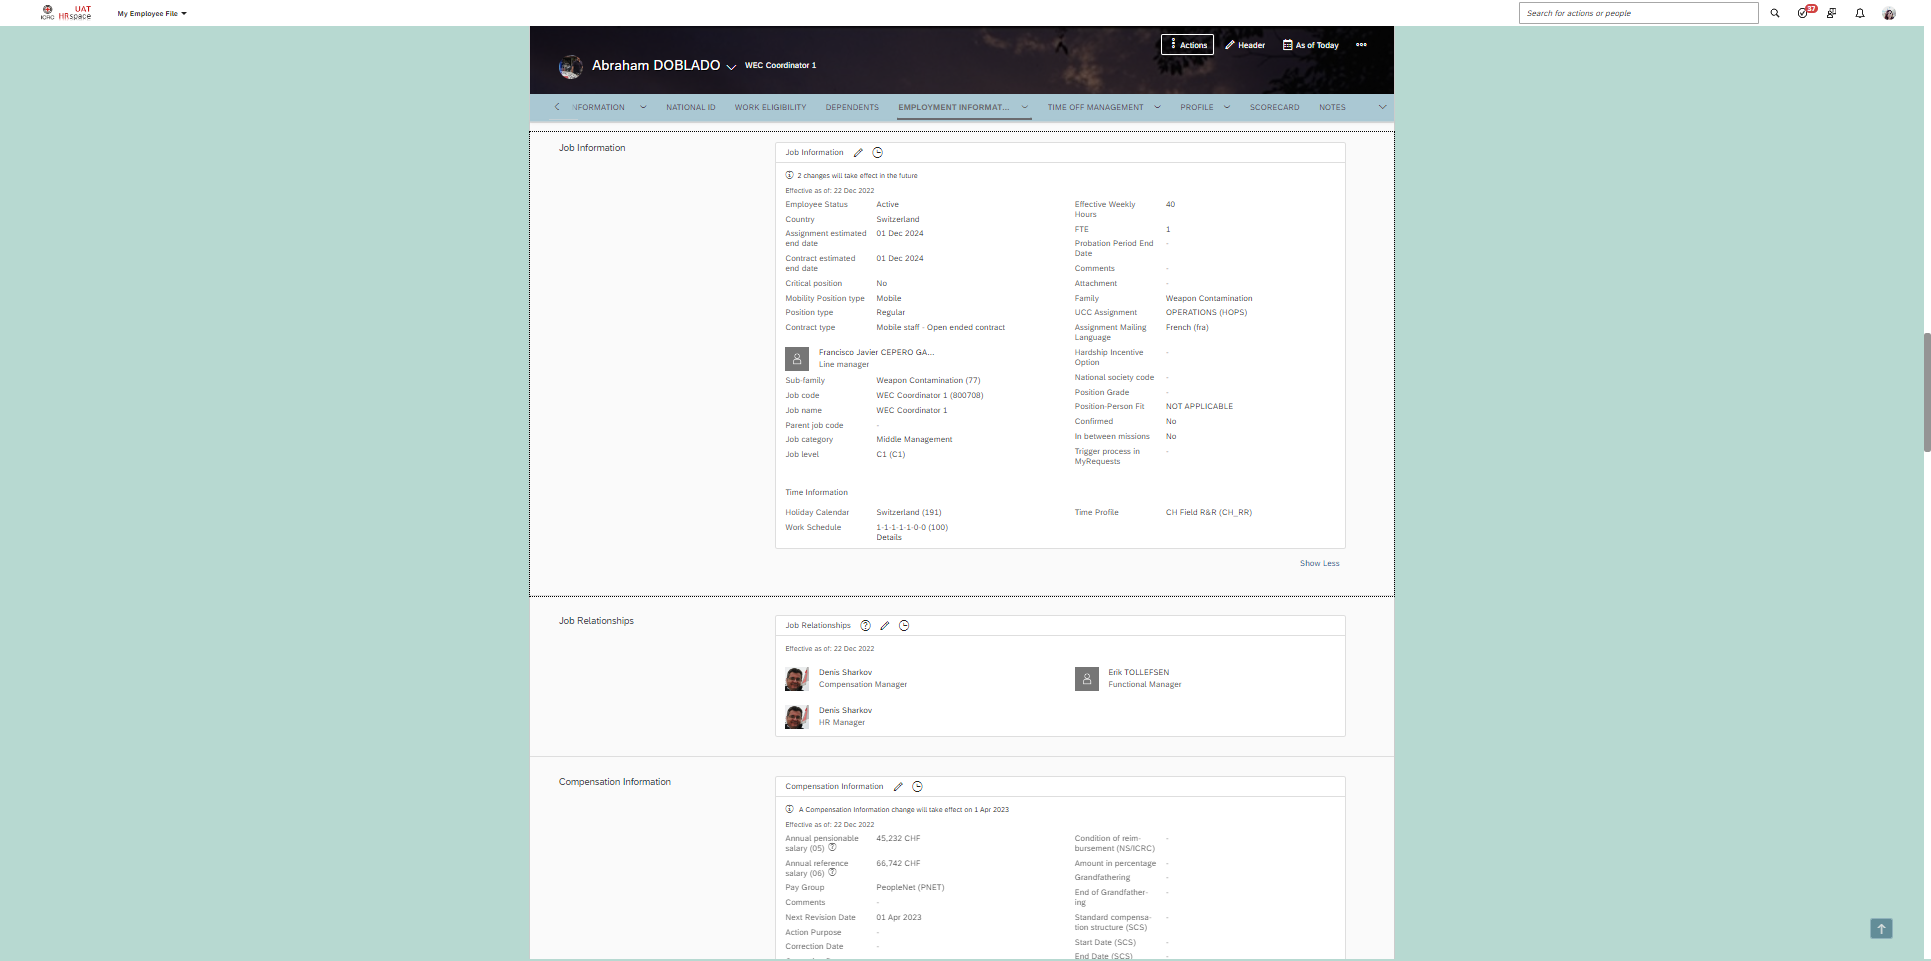 ICRC
UAT
HRspace
My Employee File
Search for actions or people
37
Actions
Header
As of Today
Abraham DOBLADO
WEC Coordinator 1
NFORMATION
NATIONAL ID
WORK ELIGIBILITY
DEPENDENTS
EMPLOYMENT INFORMAT...
TIME OFF MANAGEMENT
PROFILE
SCORECARD
NOTES
Job Information
Job Information
2 changes will take effect in the future
Effective as of: 22 Dec 2022
Employee Status Active
Country Switzerland
Assignment estimated 01 Dec 2024
end date
Contract estimated 01 Dec 2024
end date
Critical position No
Mobility Position type Mobile
Position type Regular
Contract type Mobile staff - Open ended contract
Francisco Javier CEPERO GA...
Line manager
Sub-family Weapon Contamination (77)
Job code WEC Coordinator 1 (800708)
Job name WEC Coordinator 1
Parent job code -
Job category Middle Management
Job level C1 (C1)
Effective Weekly 40
Hours
FTE 1
Probation Period End -
Date
Comments -
Attachment -
Family Weapon Contamination
UCC Assignment OPERATIONS (HOPS)
Assignment Mailing French (fra)
Language
Hardship Incentive -
Option
National society code -
Position Grade -
Position-Person Fit NOT APPLICABLE
Confirmed No
In between missions No
Trigger process in -
MyRequests
Time Information
Holiday Calendar Switzerland (191)
Work Schedule 1-1-1-1-1-0-0 (100)
Details
Time Profile CH Field R&R (CH_RR)
Show Less
Job Relationships
Job Relationships
Effective as of: 22 Dec 2022
Denis Sharkov
Compensation Manager
Erik TOLLEFSEN
Functional Manager
Denis Sharkov
HR Manager
Compensation Information
Compensation Information
A Compensation Information change will take effect on 1 Apr 2023
Effective as of: 22 Dec 2022
Annual pensionable 45,232 CHF
salary (05)
Annual reference 66,742 CHF
salary (06)
Pay Group PeopleNet (PNET)
Comments -
Next Revision Date 01 Apr 2023
Action Purpose -
Correction Date -
Condition of reim- -
bursement (NS/ICRC)
Amount in percentage -
Grandfathering -
End of Grandfather- -
ing
Standard compensa- -
tion structure (SCS)
Start Date (SCS) -
End Date (SCS) -